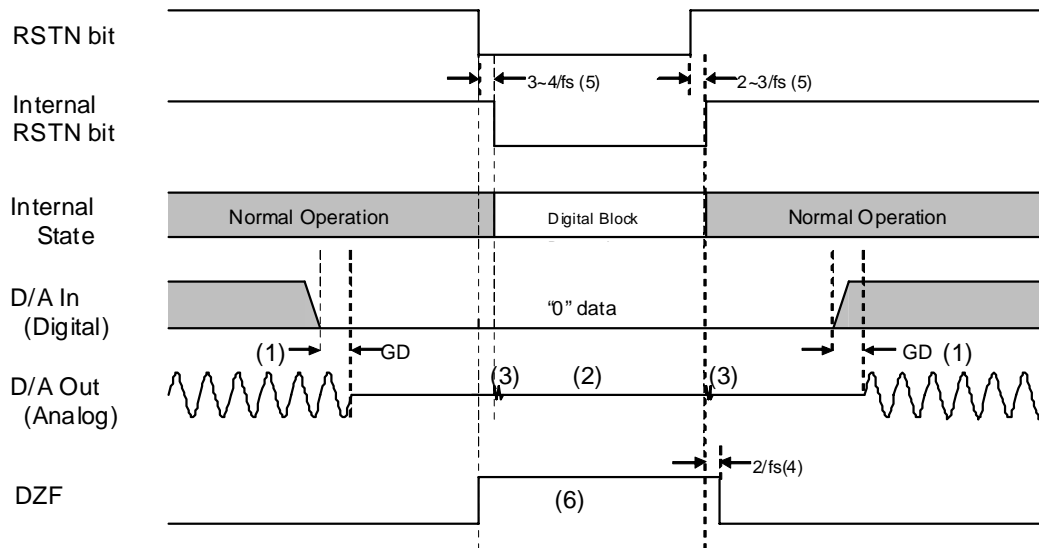 RSTN bit
3~4/fs (5)
2~3/fs (5)
Internal
RSTN bit
Internal
State
Normal Operation
Digital Block
Normal Operation
D/A In
(Digital)
“0” data
(1)
GD
GD
(1)
D/A Out
(Analog)
(3)
(2)
(3)
2/fs(4)
DZF
(6)